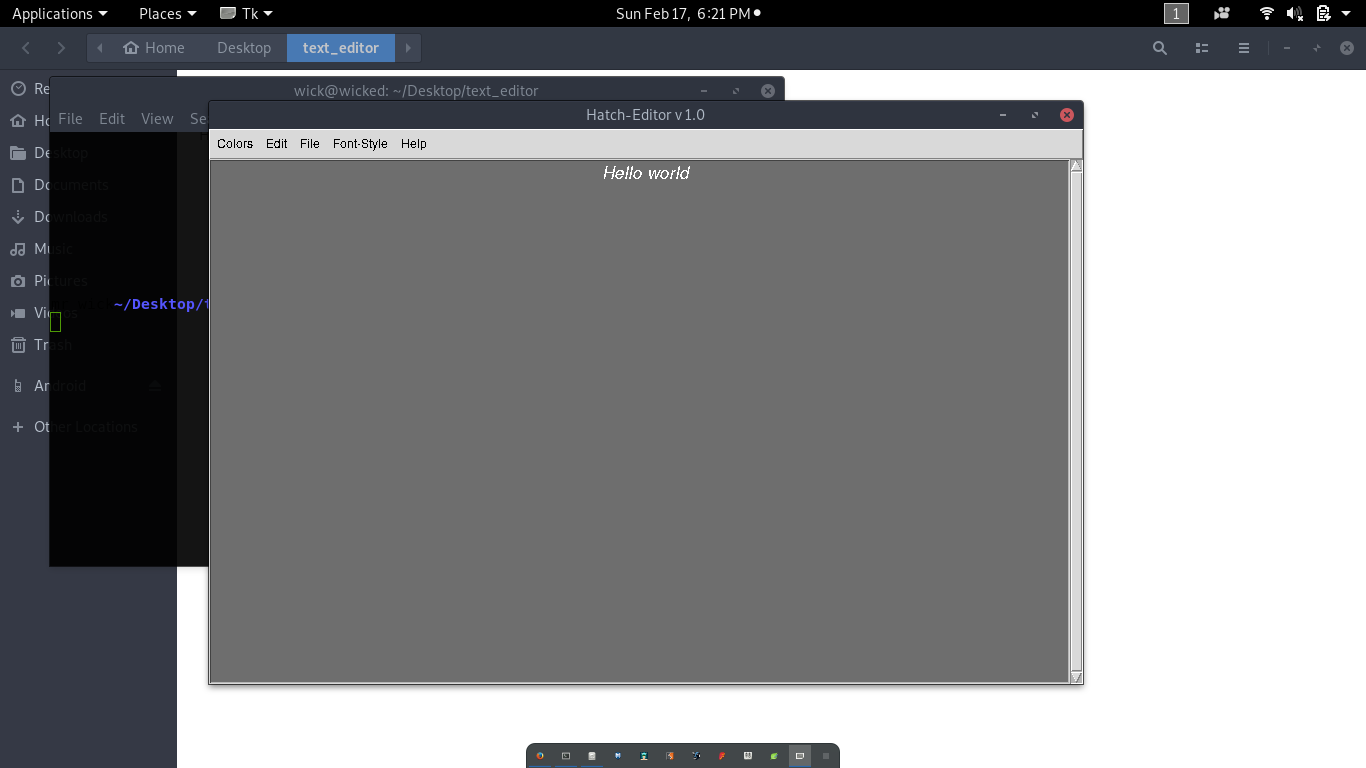 Applications Places Tk Sun Feb 17, 6:21 PM 1
Home Desktop text_editor
wick@wicked: ~/Desktop/text_editor
File Edit View Se
Hatch-Editor v1.0
Colors Edit File Font-Style Help
Hello world
Re
Ho
Desktop
Documents
Downloads
Music
Pictures
~/Desktop/t
Videos
Trash
Android
Other Locations